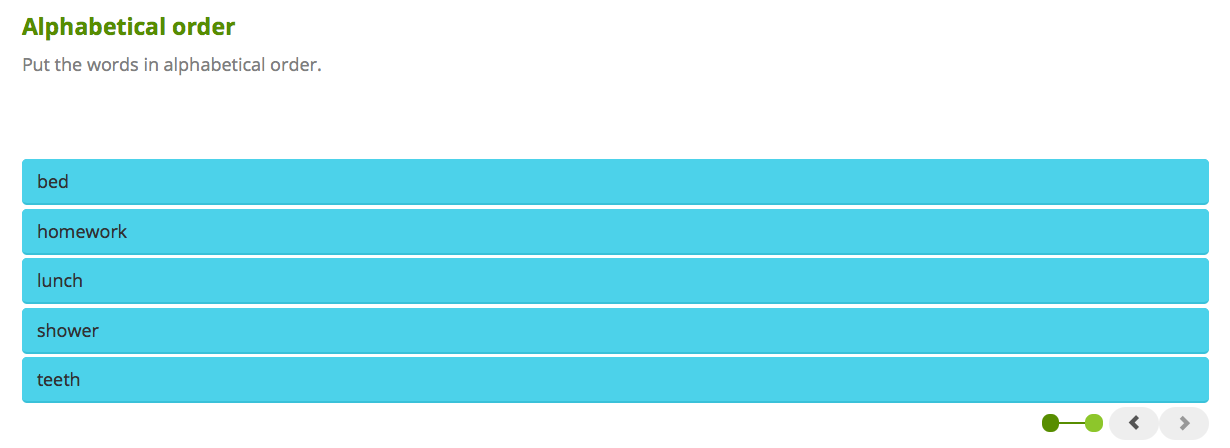 Alphabetical order
Put the words in alphabetical order.
bed
homework
lunch
shower
teeth